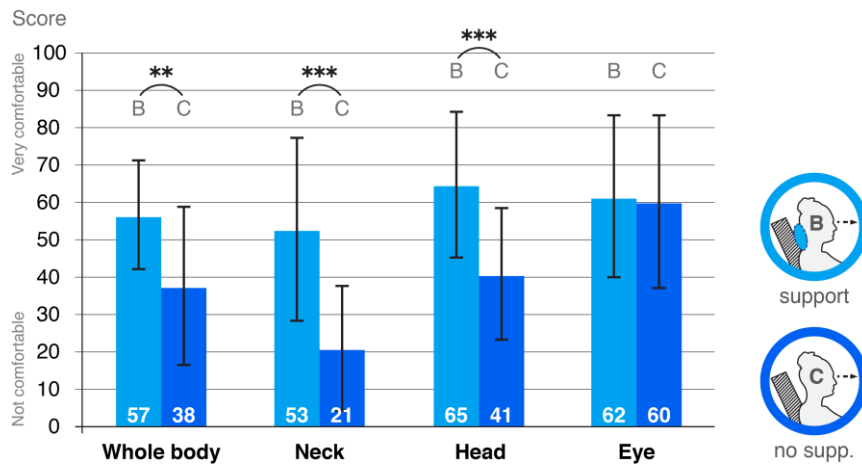 Score
100
90
80
70
60
50
40
30
20
10
0
Very comfortable
Not comfortable
** *** ***
B C B C B C B C
57 38 53 21 65 41 62 60
Whole body Neck Head Eye
B
support
C
no supp.